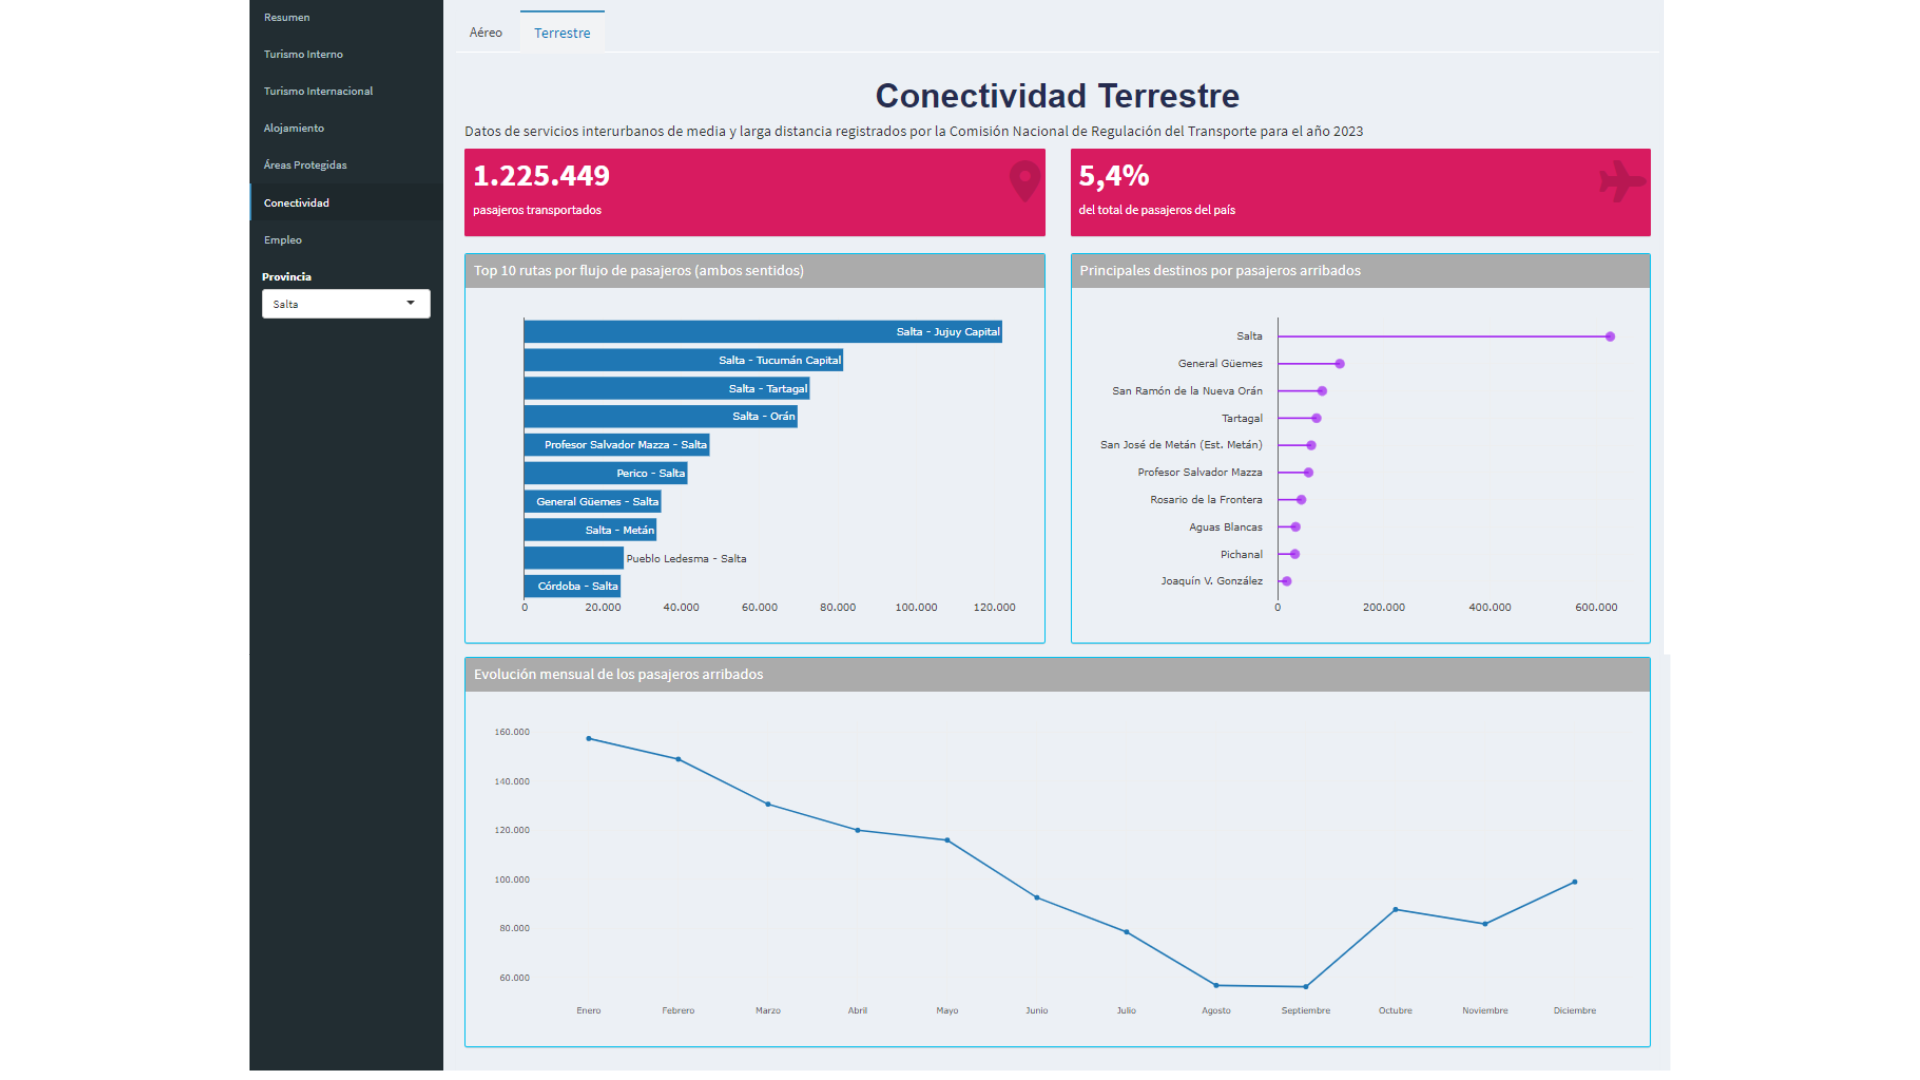 Resumen
Turismo Interno
Turismo Internacional
Alojamiento
Áreas Protegidas
Conectividad
Empleo
Provincia
Salta
Aéreo
Terrestre
Conectividad Terrestre
Datos de servicios interurbanos de media y larga distancia registrados por la Comisión Nacional de Regulación del Transporte para el año 2023
1.225.449
pasajeros transportados
5,4%
del total de pasajeros del país
Top 10 rutas por flujo de pasajeros (ambos sentidos)
Salta - Jujuy Capital
Salta - Tucumán Capital
Salta - Tartagal
Salta - Orán
Profesor Salvador Mazza - Salta
Perico - Salta
General Güemes - Salta
Salta - Metán
Pueblo Ledesma - Salta
Córdoba - Salta
0 20.000 40.000 60.000 80.000 100.000 120.000
Principales destinos por pasajeros arribados
Salta
General Güemes
San Ramón de la Nueva Orán
Tartagal
San José de Metán (Est. Metán)
Profesor Salvador Mazza
Rosario de la Frontera
Aguas Blancas
Pichanal
Joaquín V. González
0 200.000 400.000 600.000
Evolución mensual de los pasajeros arribados
160.000
140.000
120.000
100.000
80.000
60.000
Enero Febrero Marzo Abril Mayo Junio Julio Agosto Septiembre Octubre Noviembre Diciembre